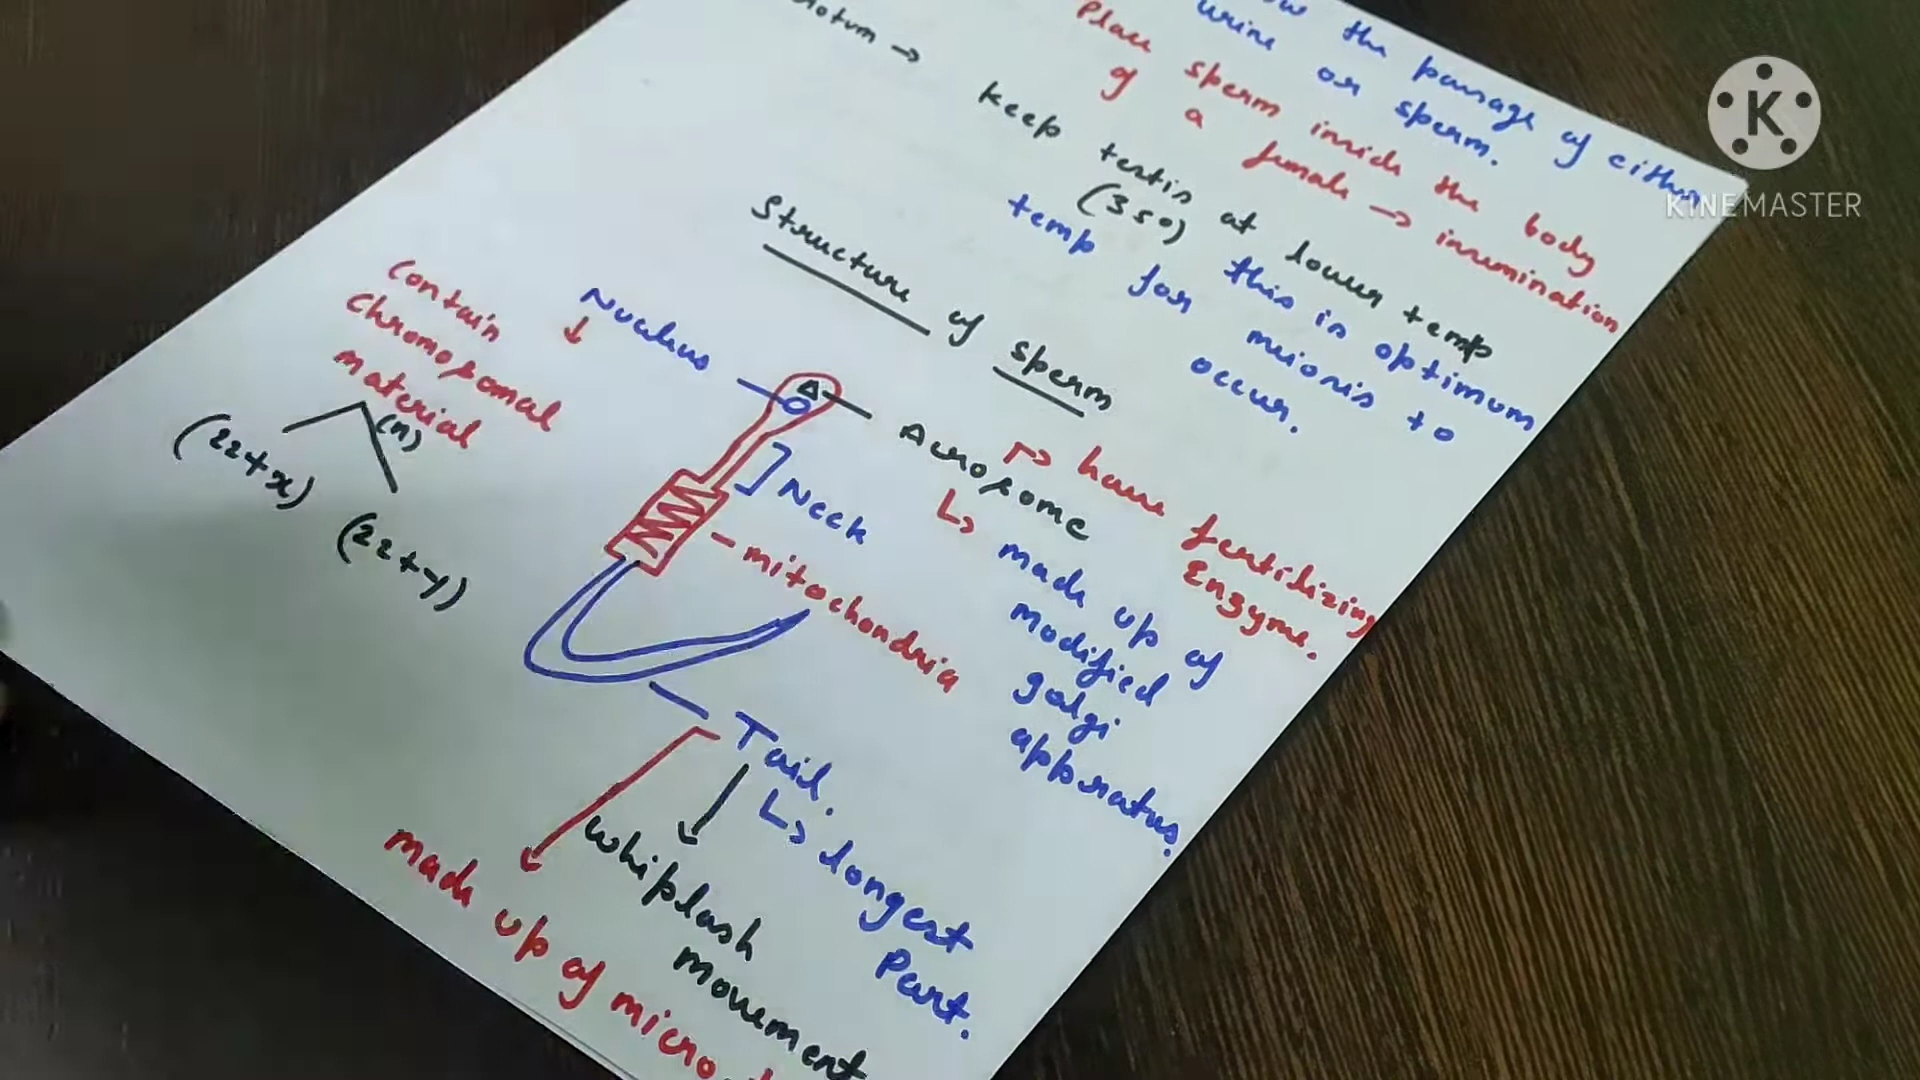 the passage of either
urine or sperm.
Place sperm inside the body
of a female → insemination
→ keep testis at lower temp
(35°) this is optimum
temp for meiosis to
occur.
Structure of sperm
Nucleus
contain
chromosomal
material
(n)
(22+x)
(22+y)
Acrosome
have fertilizing
Enzyme.
made up of
modified
golgi
apparatus.
Neck
mitochondria
Tail.
longest
Part.
whiplash
movement
made up of micro
K
KINEMASTER